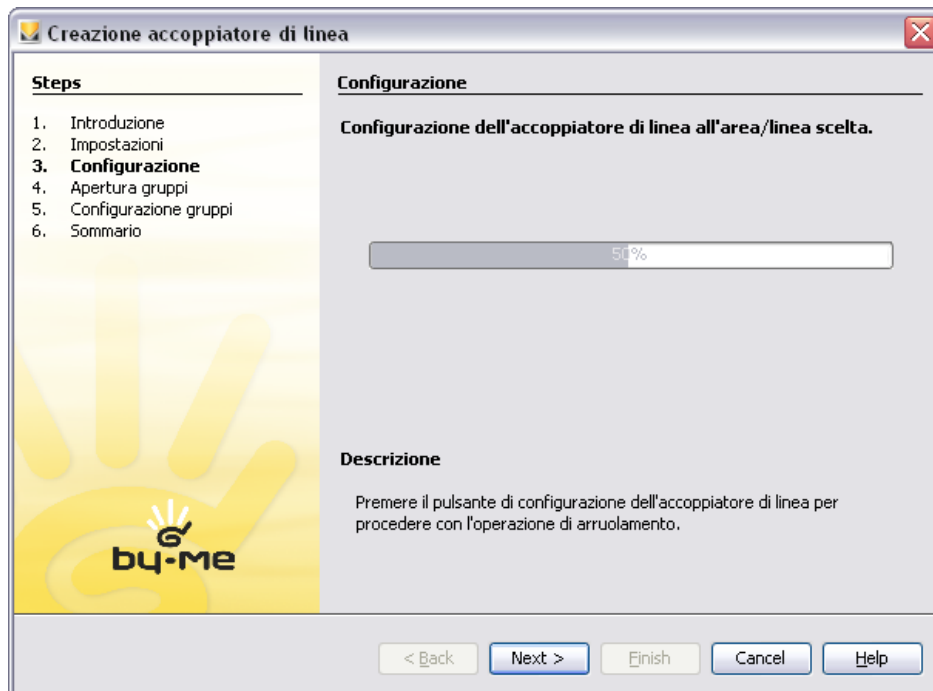 Creazione accoppiatore di linea
Steps
1. Introduzione
2. Impostazioni
3. Configurazione
4. Apertura gruppi
5. Configurazione gruppi
6. Sommario
by-me
Configurazione
Configurazione dell'accoppiatore di linea all'area/linea scelta.
50%
Descrizione
Premere il pulsante di configurazione dell'accoppiatore di linea per
procedere con l'operazione di arruolamento.
< Back Next > Finish Cancel Help